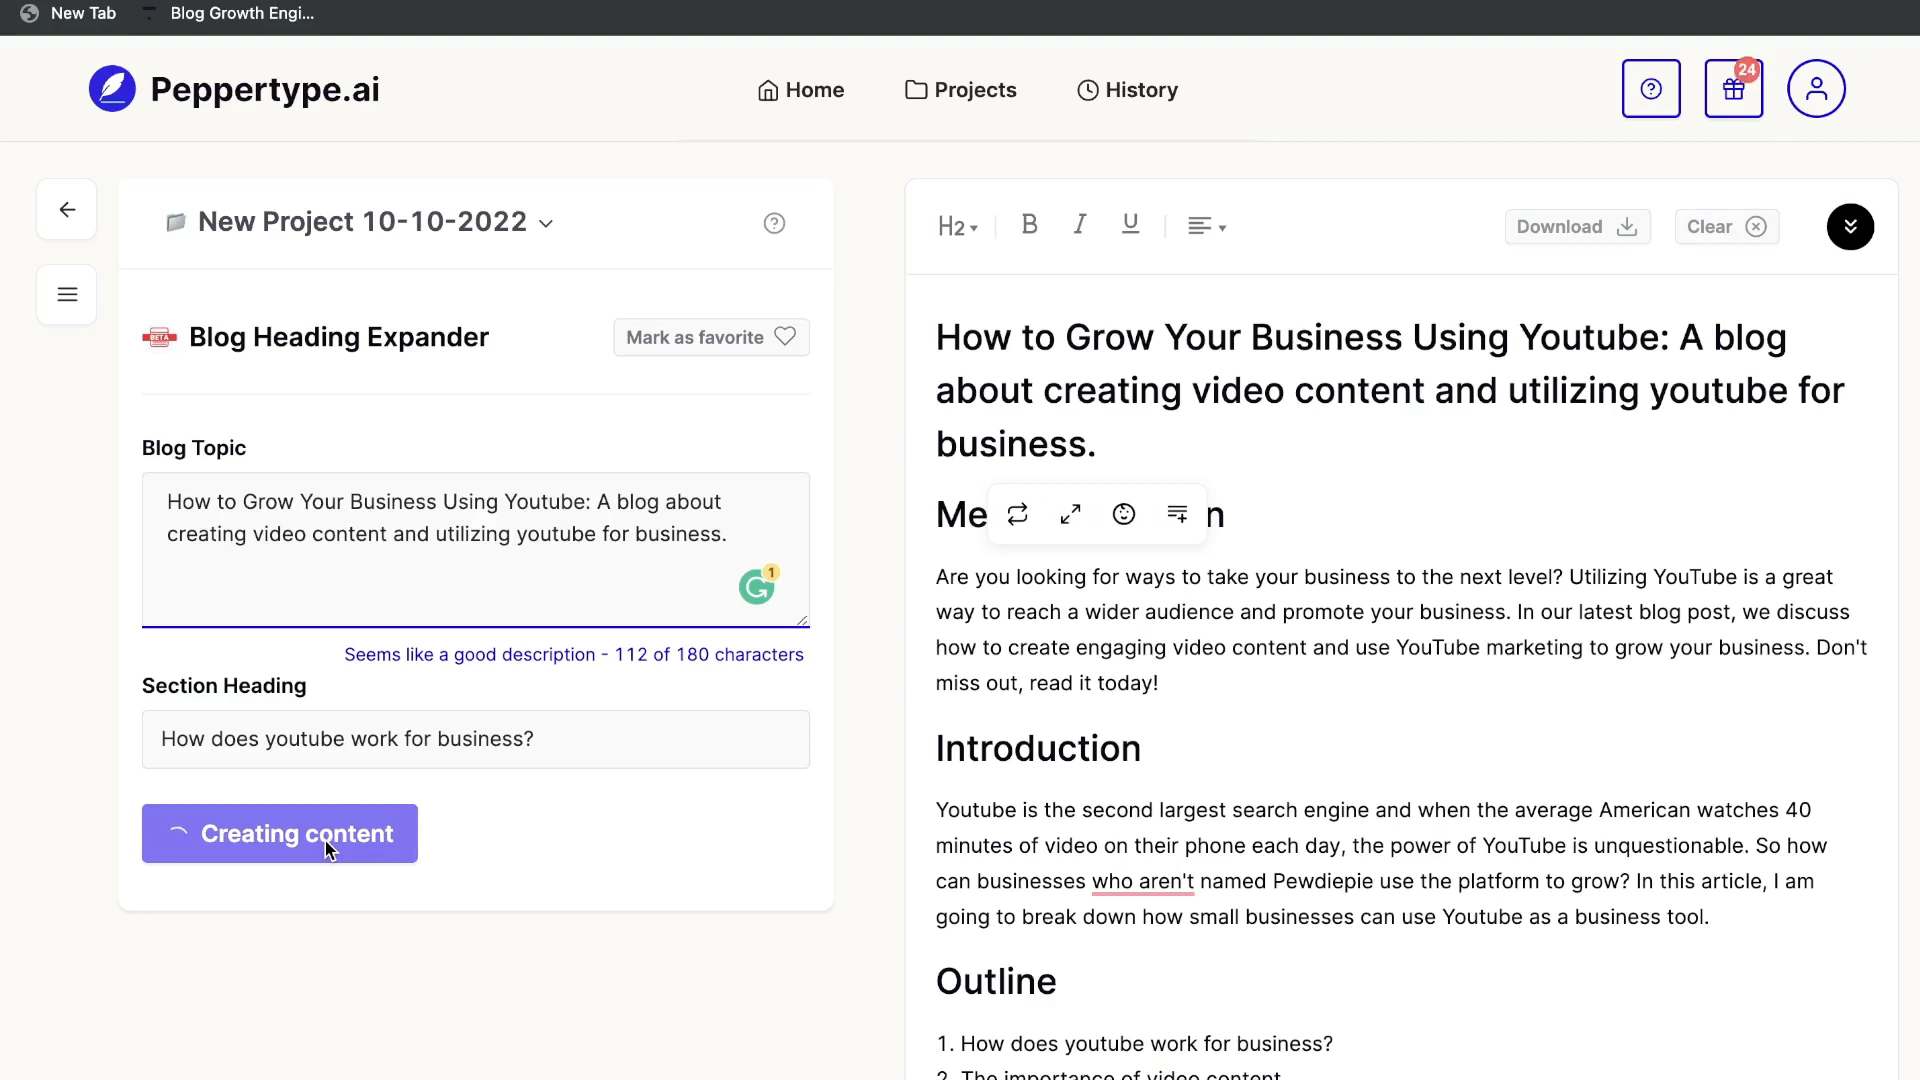 New Tab
Blog Growth Engi...
Peppertype.ai
Home
Projects
History
24
New Project 10-10-2022
BETA
Blog Heading Expander
Mark as favorite
Blog Topic
How to Grow Your Business Using Youtube: A blog about
creating video content and utilizing youtube for business.
1
Seems like a good description - 112 of 180 characters
Section Heading
How does youtube work for business?
Creating content
H2
B
I
U
Download
Clear
How to Grow Your Business Using Youtube: A blog
about creating video content and utilizing youtube for
business.
Me
n
Are you looking for ways to take your business to the next level? Utilizing YouTube is a great
way to reach a wider audience and promote your business. In our latest blog post, we discuss
how to create engaging video content and use YouTube marketing to grow your business. Don't
miss out, read it today!
Introduction
Youtube is the second largest search engine and when the average American watches 40
minutes of video on their phone each day, the power of YouTube is unquestionable. So how
can businesses who aren't named Pewdiepie use the platform to grow? In this article, I am
going to break down how small businesses can use Youtube as a business tool.
Outline
1. How does youtube work for business?
2. The importance of video content